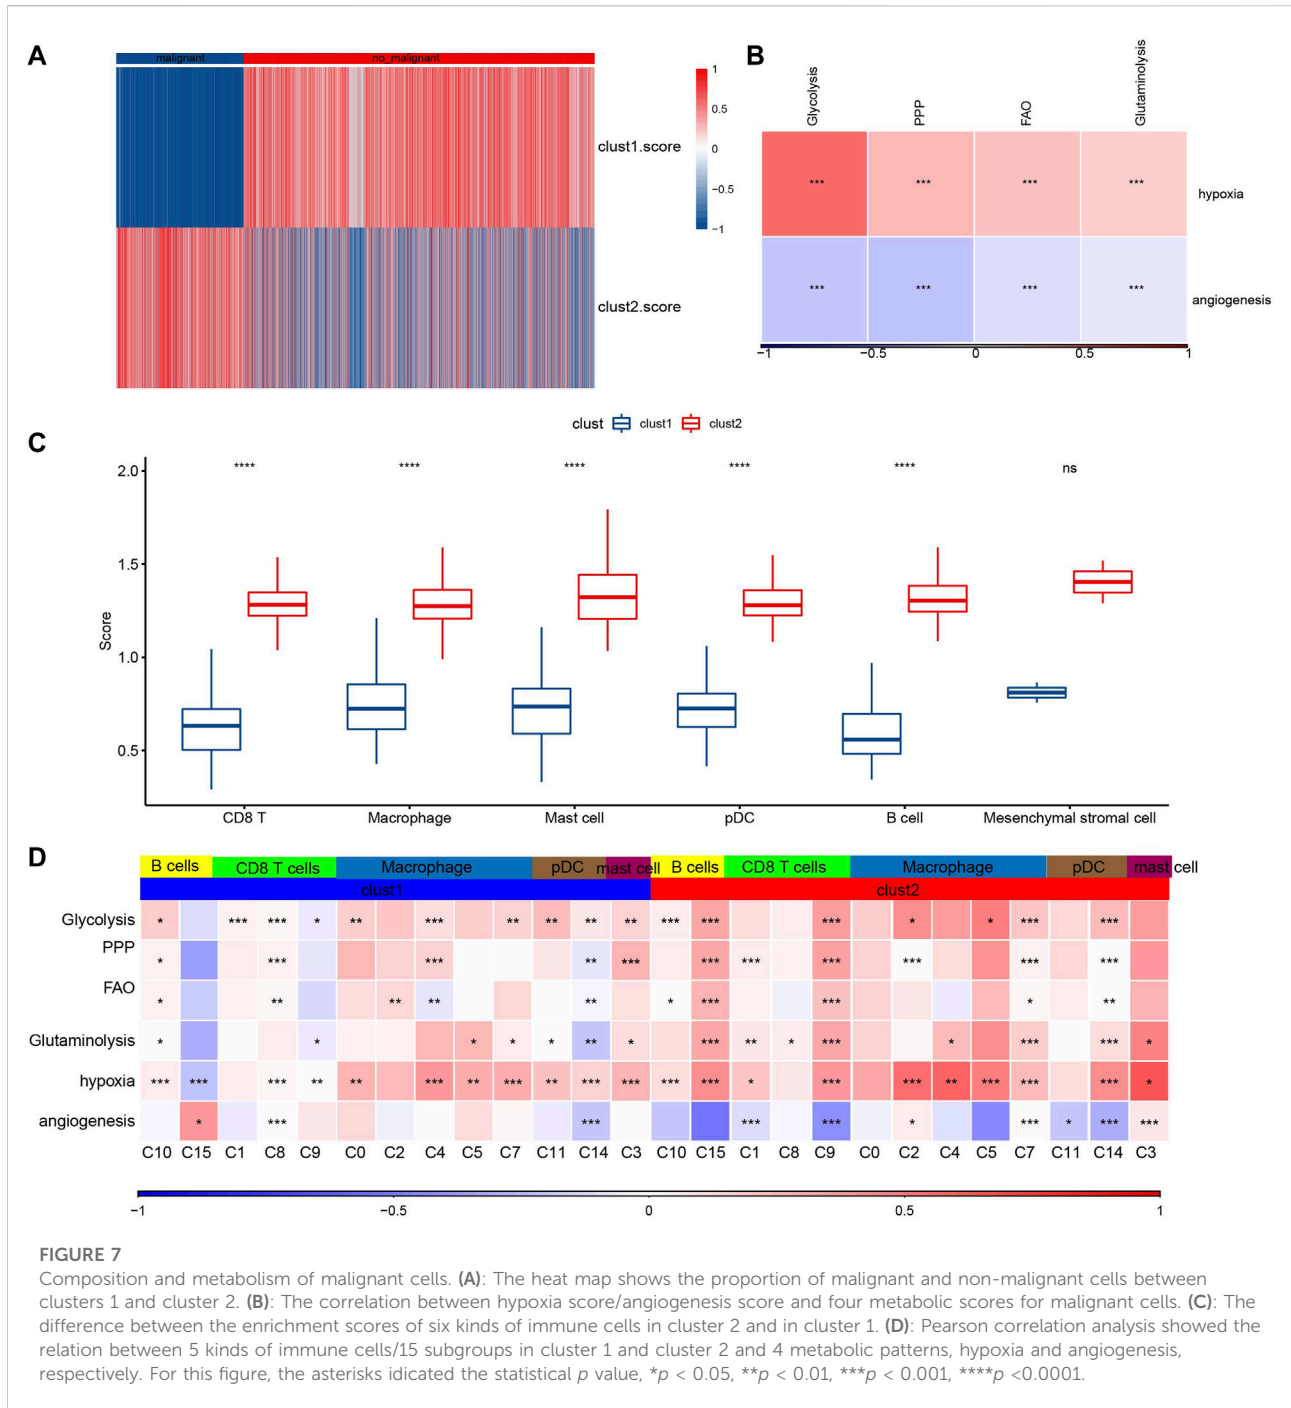 A
malignant
no_malignant
clust1.score
clust2.score
1
0.5
0
−0.5
−1
B
Glycolysis
PPP
FAO
Glutaminolysis
*** *** *** ***
hypoxia
*** *** *** ***
angiogenesis
−1 −0.5 0 0.5 1
clust clust1 clust2
C
**** **** **** **** **** ns
2.0
1.5
1.0
0.5
Score
CD8 T Macrophage Mast cell pDC B cell Mesenchymal stromal cell
D
B cells CD8 T cells Macrophage pDC mast cell B cells CD8 T cells Macrophage pDC mast cell
clust1 clust2
Glycolysis * *** *** * ** *** ** ** ** ** *** *** *** * * *** ***
PPP * *** *** ** *** *** *** *** *** *** ***
FAO * ** ** ** ** * *** *** * **
Glutaminolysis * * * * * ** * *** ** * *** * *** *** *
hypoxia *** *** *** ** ** *** ** *** ** *** *** *** *** * *** *** ** *** *** *** *
angiogenesis * *** *** *** *** * *** * *** ***
C10 C15 C1 C8 C9 C0 C2 C4 C5 C7 C11 C14 C3 C10 C15 C1 C8 C9 C0 C2 C4 C5 C7 C11 C14 C3
−1 −0.5 0 0.5 1
FIGURE 7
Composition and metabolism of malignant cells. (A): The heat map shows the proportion of malignant and non-malignant cells between
clusters 1 and cluster 2. (B): The correlation between hypoxia score/angiogenesis score and four metabolic scores for malignant cells. (C): The
difference between the enrichment scores of six kinds of immune cells in cluster 2 and in cluster 1. (D): Pearson correlation analysis showed the
relation between 5 kinds of immune cells/15 subgroups in cluster 1 and cluster 2 and 4 metabolic patterns, hypoxia and angiogenesis,
respectively. For this figure, the asterisks idicated the statistical p value, *p < 0.05, **p < 0.01, ***p < 0.001, ****p <0.0001.